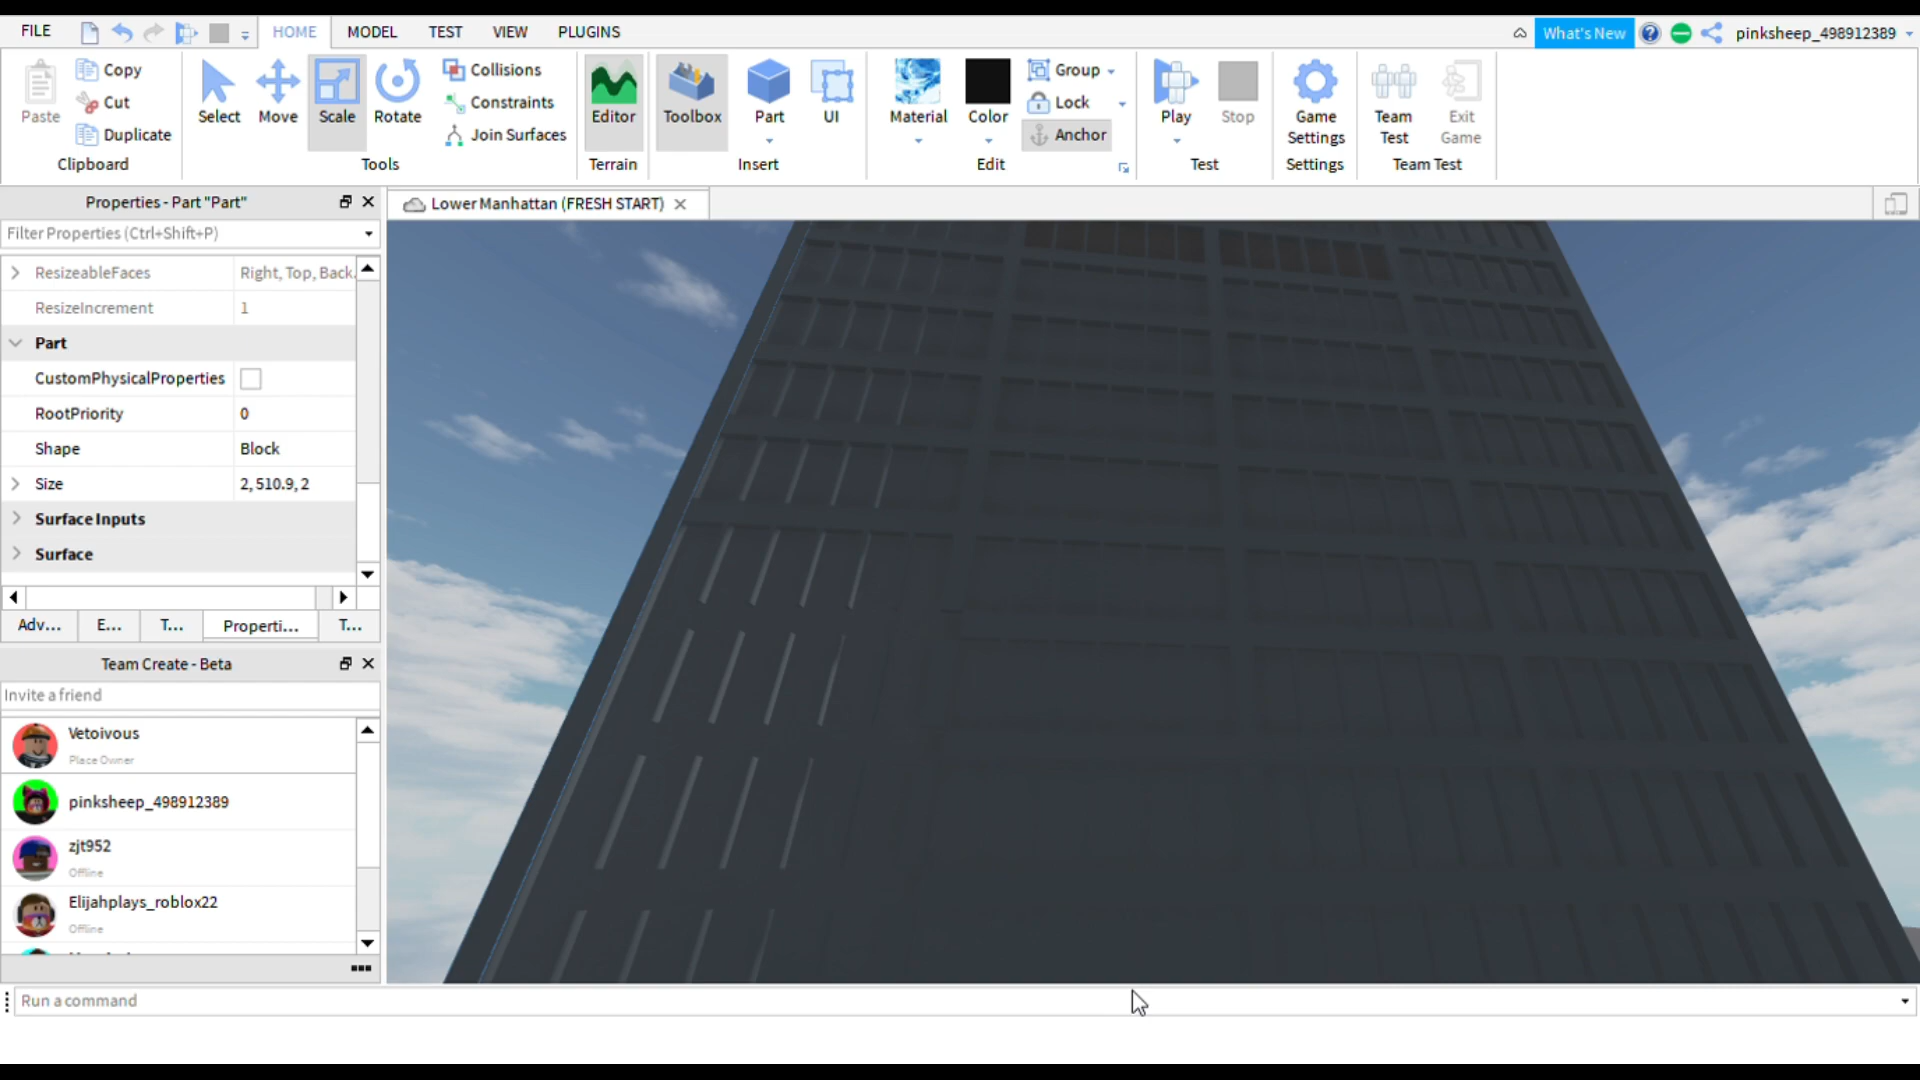 FILE HOME MODEL TEST VIEW PLUGINS What's New pinksheep_498912389
Paste Copy Cut Duplicate
Select Move Scale Rotate Collisions Constraints Join Surfaces
Editor Toolbox Part UI Material Color Group Lock Anchor
Play Stop Game Settings Team Test Exit Game
Clipboard Tools Terrain Insert Edit Test Settings Team Test
Properties - Part "Part"
Lower Manhattan (FRESH START)
Filter Properties (Ctrl+Shift+P)
ResizeableFaces Right, Top, Back.
ResizeIncrement 1
Part
CustomPhysicalProperties
RootPriority 0
Shape Block
Size 2, 510.9, 2
Surface Inputs
Surface
Adv... E... T... Properti... T...
Team Create - Beta
Invite a friend
Vetoivous
Place Owner
pinksheep_498912389
zjt952
Offline
Elijahplays_roblox22
Offline
Run a command